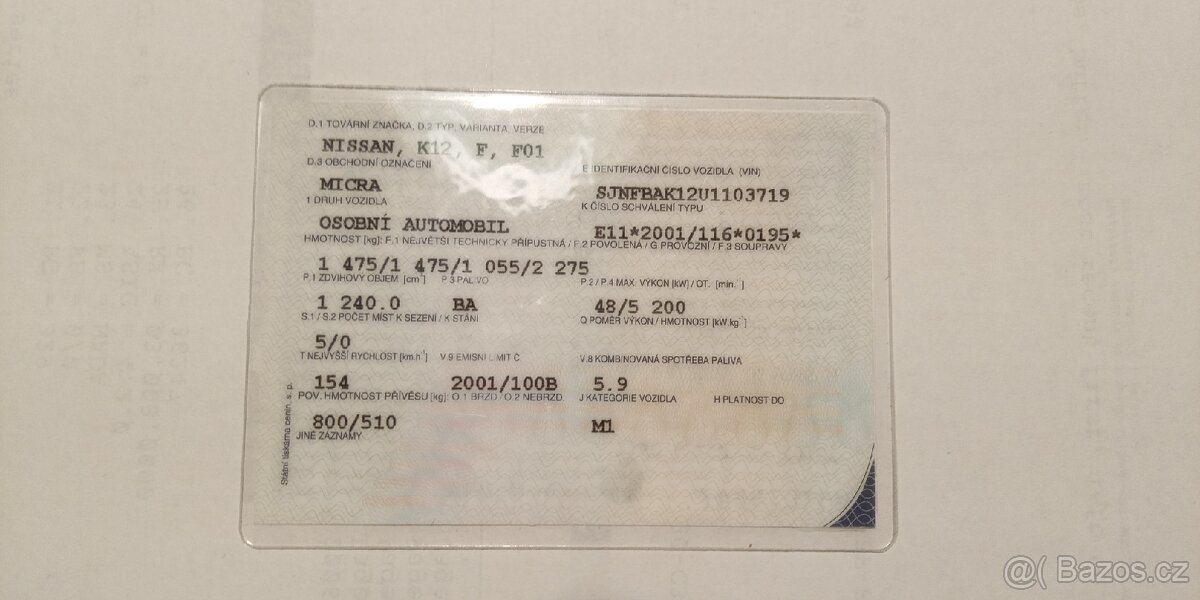 D.1 TOVÁRNÍ ZNAČKA, D.2 TYP, VARIANTA, VERZE
NISSAN, K12, F, F01
D.3 OBCHODNÍ OZNAČENÍ
E IDENTIFIKAČNÍ ČÍSLO VOZIDLA (VIN)
MICRA
SJNFBAK12U1103719
1 DRUH VOZIDLA
K ČÍSLO SCHVÁLENÍ TYPU
OSOBNÍ AUTOMOBIL
E11*2001/116*0195*
HMOTNOST [kg]: F.1 NEJVĚTŠÍ TECHNICKY PŘÍPUSTNÁ / F.2 POVOLENÁ / G PROVOZNÍ / F.3 SOUPRAVY
1 475/1 475/1 055/2 275
P.1 ZDVIHOVÝ OBJEM [cm³] P.3 PALIVO P.2 / P.4 MAX. VÝKON [kW] / OT. [min.⁻¹]
1 240.0 BA 48/5 200
S.1 / S.2 POČET MÍST K SEZENÍ / K STÁNÍ Q POMĚR VÝKON / HMOTNOST [kW.kg⁻¹]
5/0
T NEJVYŠŠÍ RYCHLOST [km.h⁻¹] V.9 EMISNÍ LIMIT Č. V.8 KOMBINOVANÁ SPOTŘEBA PALIVA
154 2001/100B 5.9
POV. HMOTNOST PŘÍVĚSU [kg]: O.1 BRZD./ O.2 NEBRZD. J KATEGORIE VOZIDLA H PLATNOST DO
800/510 M1
JINÉ ZÁZNAMY
Státní tiskárna cenin, s. p.
@( Bazos.cz